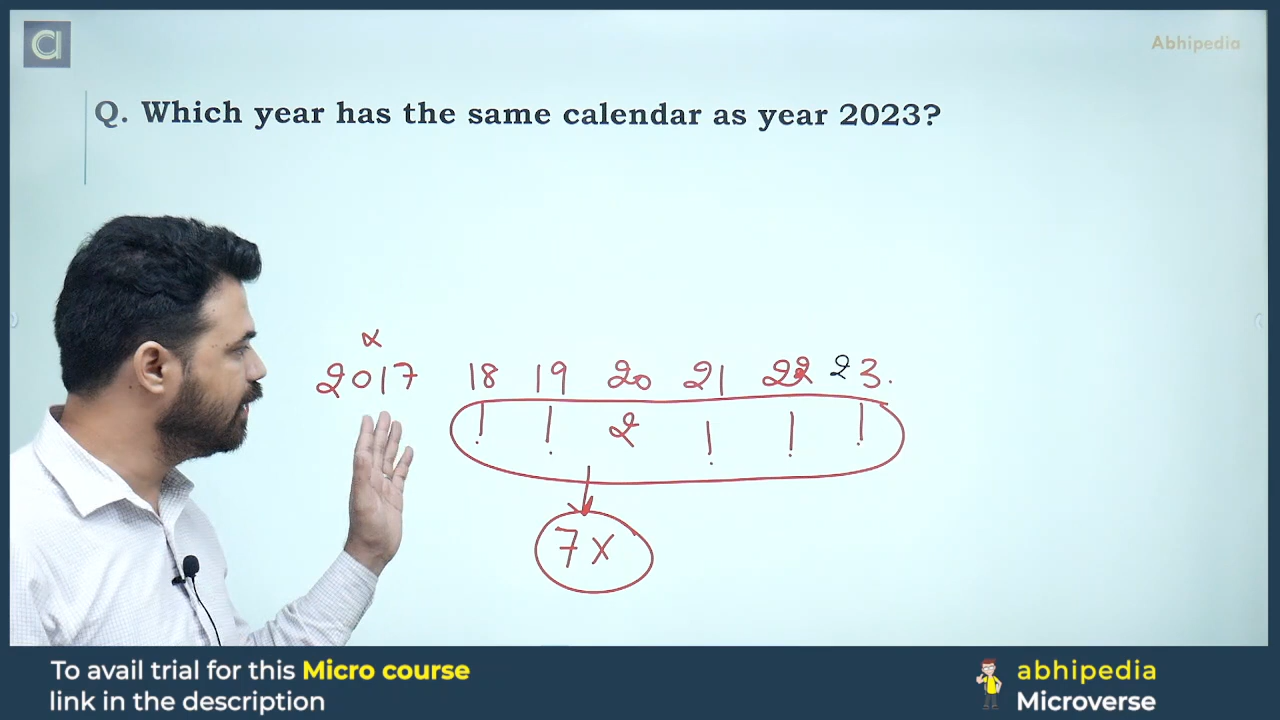 a
Abhipedia
Q. Which year has the same calendar as year 2023?
x
2017 18 19 20 21 22 23.
1 1 2 1 1 1
7x
To avail trial for this Micro course
link in the description
abhipedia
Microverse